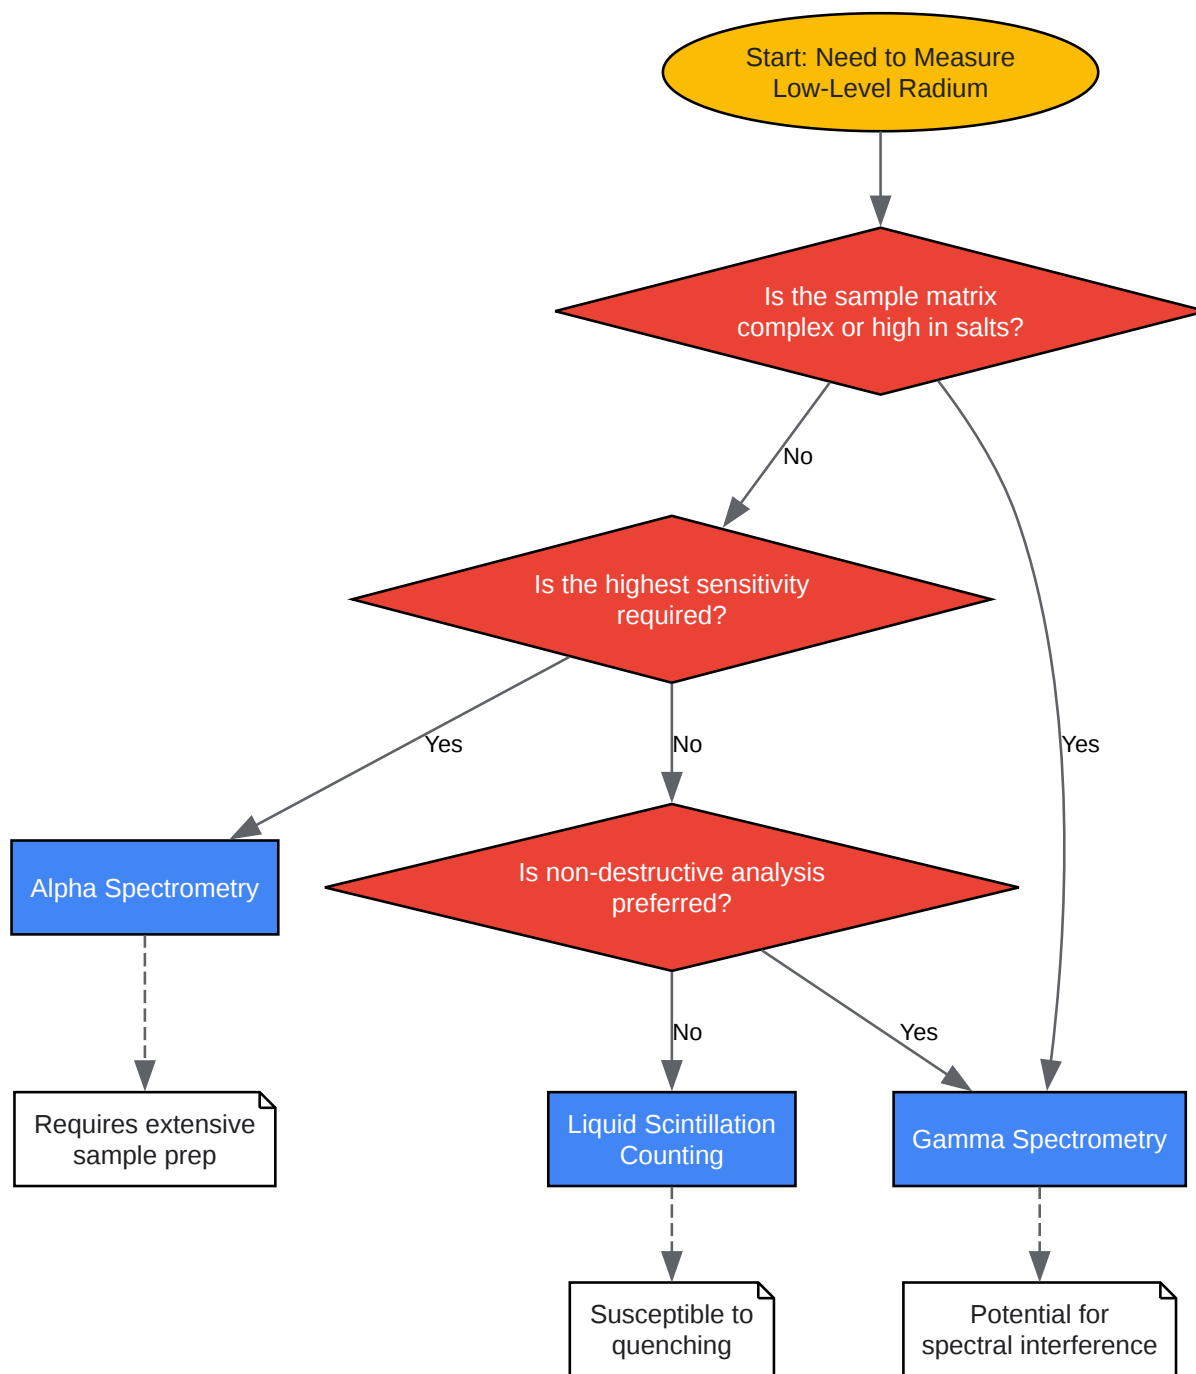 Start: Need to Measure
Low-Level Radium
Is the sample matrix
complex or high in salts?
No
Is the highest sensitivity
required?
Yes
No
Yes
Is non-destructive analysis
preferred?
Alpha Spectrometry
No
Yes
Requires extensive
sample prep
Liquid Scintillation
Counting
Gamma Spectrometry
Susceptible to
quenching
Potential for
spectral interference